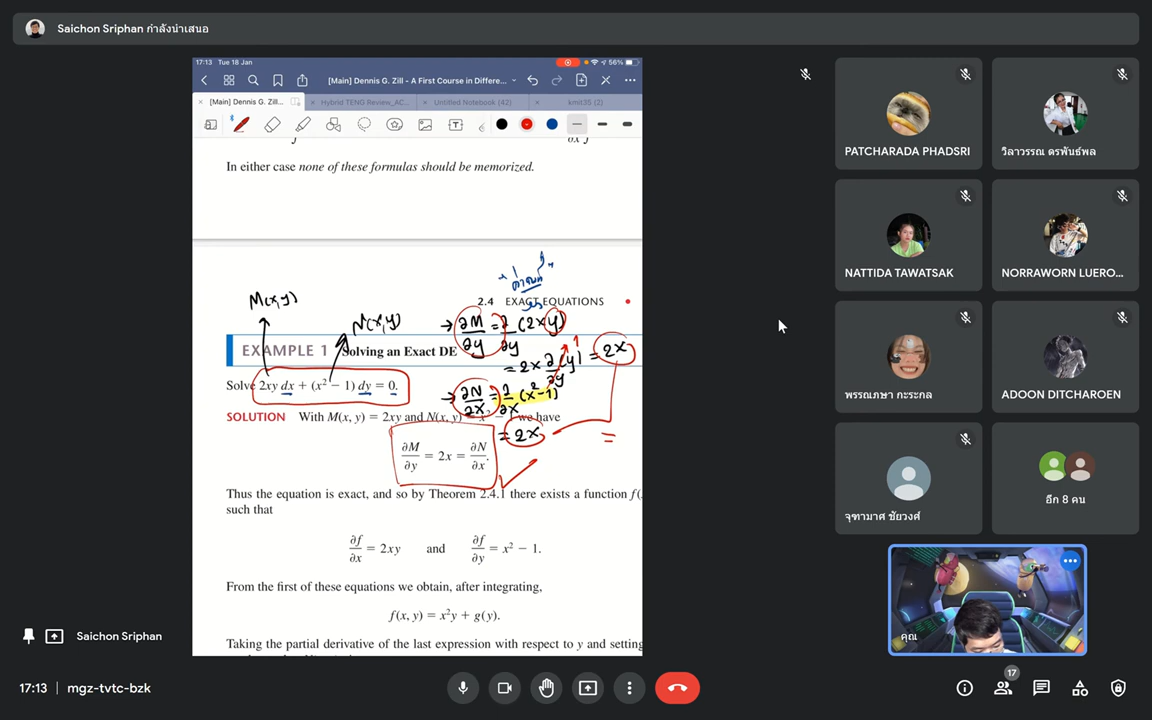 Saichon Sriphan กำลังนำเสนอ
17:13 Tue 18 Jan
56%
[Main] Dennis G. Zill - A First Course in Differe...
[Main] Dennis G. Zill...
Hybrid TENG Review_AC...
Untitled Notebook (42)
kmit35 (2)
In either case none of these formulas should be memorized.
2.4 EXACT EQUATIONS
M(x,y)
N(x,y)
→ ∂M/∂y = ∂/∂y (2xy)
= 2x ∂/∂y (y) = 2x
EXAMPLE 1 Solving an Exact DE
Solve 2xy dx + (x² − 1) dy = 0.
→ ∂N/∂x = ∂/∂x (x²−1)
= 2x
=
SOLUTION With M(x, y) = 2xy and N(x, y) = x² − 1 we have
∂M/∂y = 2x = ∂N/∂x.
Thus the equation is exact, and so by Theorem 2.4.1 there exists a function f(
such that
∂f/∂x = 2xy and ∂f/∂y = x² − 1.
From the first of these equations we obtain, after integrating,
f(x, y) = x²y + g(y).
Taking the partial derivative of the last expression with respect to y and setting
PATCHARADA PHADSRI
วิลาวรรณ ดรพันธ์พล
NATTIDA TAWATSAK
NORRAWORN LUERO...
พรรณภษา กะระกล
ADOON DITCHAROEN
จุฑามาศ ชัยวงศ์
อีก 8 คน
คุณ
Saichon Sriphan
17:13 | mgz-tvtc-bzk
17